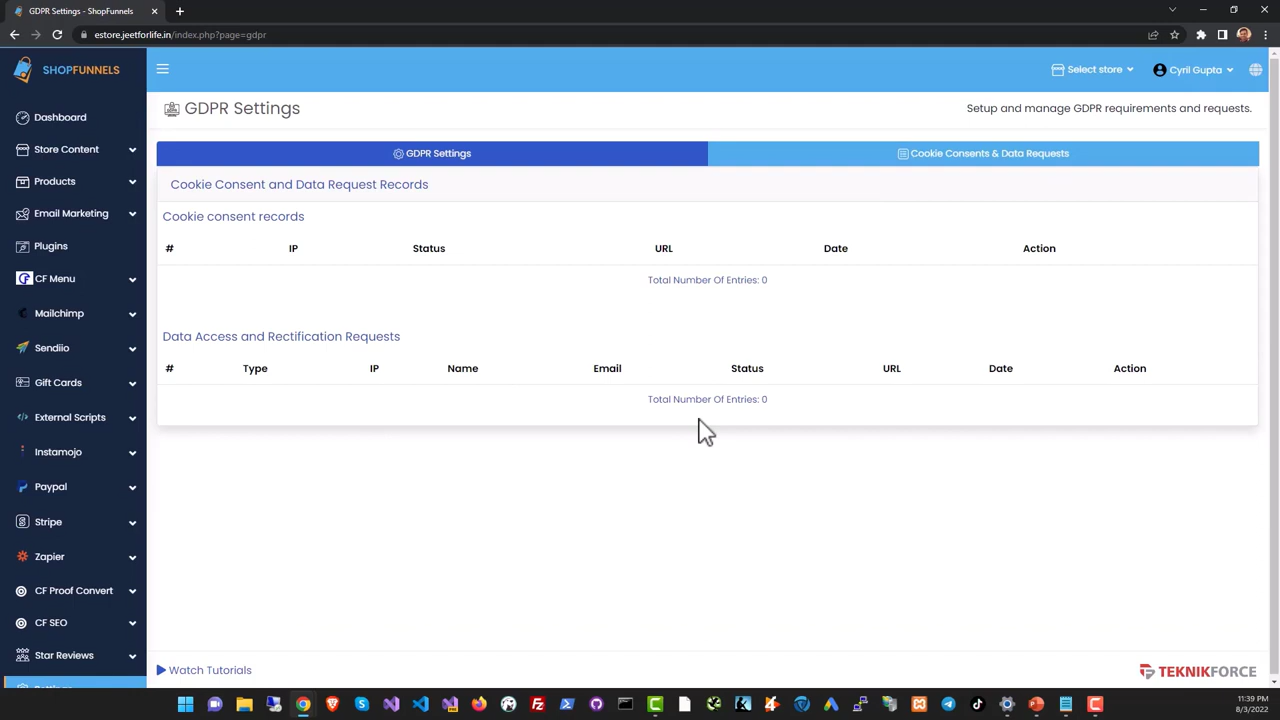 GDPR Settings - ShopFunnels
estore.jeetforlife.in/index.php?page=gdpr
SHOPFUNNELS
Select store
Cyril Gupta
GDPR Settings
Setup and manage GDPR requirements and requests.
Dashboard
Store Content
Products
Email Marketing
Plugins
CF Menu
Mailchimp
Sendiio
Gift Cards
External Scripts
Instamojo
Paypal
Stripe
Zapier
CF Proof Convert
CF SEO
Star Reviews
GDPR Settings
Cookie Consents & Data Requests
Cookie Consent and Data Request Records
Cookie consent records
# IP Status URL Date Action
Total Number Of Entries: 0
Data Access and Rectification Requests
# Type IP Name Email Status URL Date Action
Total Number Of Entries: 0
Watch Tutorials
TEKNIKFORCE
11:39 PM
8/3/2022